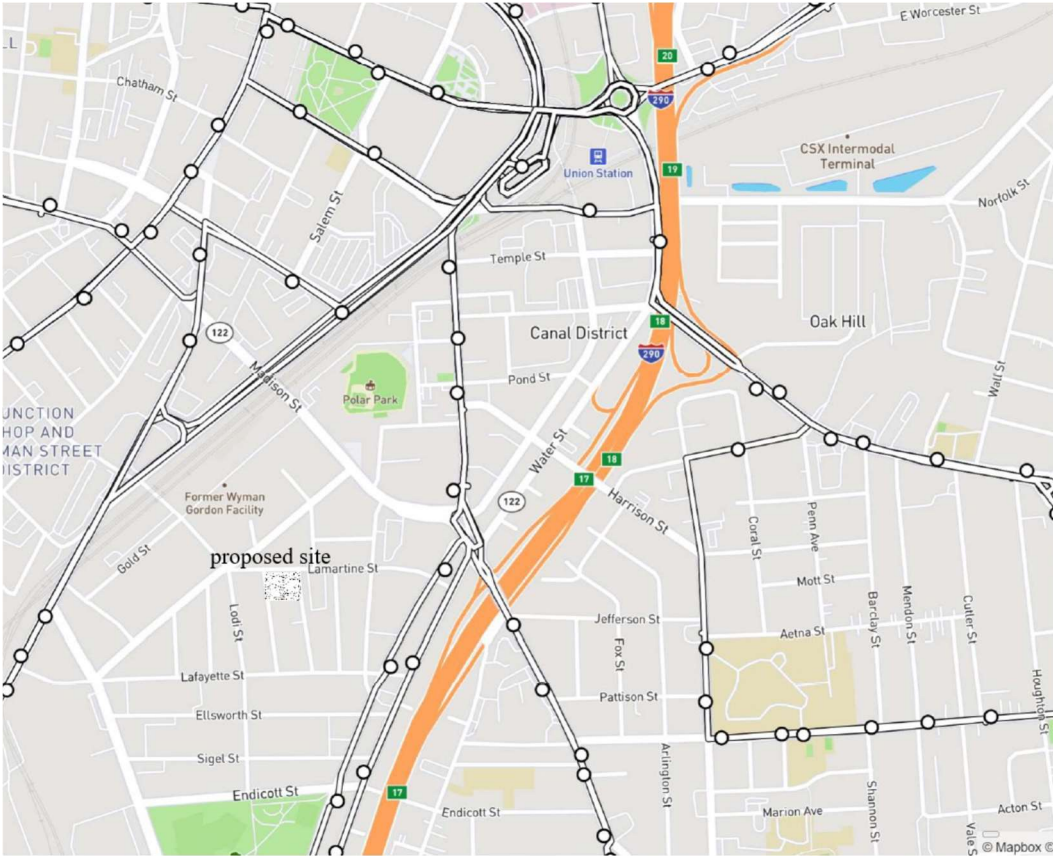 E Worcester St
LL
20
Chatham St
290
CSX Intermodal
Terminal
19
Union Station
Norfolk St
Salem St
Temple St
18
122
Canal District
Oak Hill
290
Madison St
Pond St
Wall St
Polar Park
UNCTION
HOP AND
MAN STREET
ISTRICT
Water St
18
17
Former Wyman
Gordon Facility
122
Harrison St
Coral St
Penn Ave
Gold St
proposed site
Lamartine St
Mott St
Lodi St
Barclay St
Mendon St
Cutler St
Jefferson St
Fox St
Aetna St
Lafayette St
Pattison St
Houghton St
Ellsworth St
Sigel St
Arlington St
Endicott St
17
Endicott St
Marion Ave
Shannon St
Acton St
Vale S
© Mapbox ©